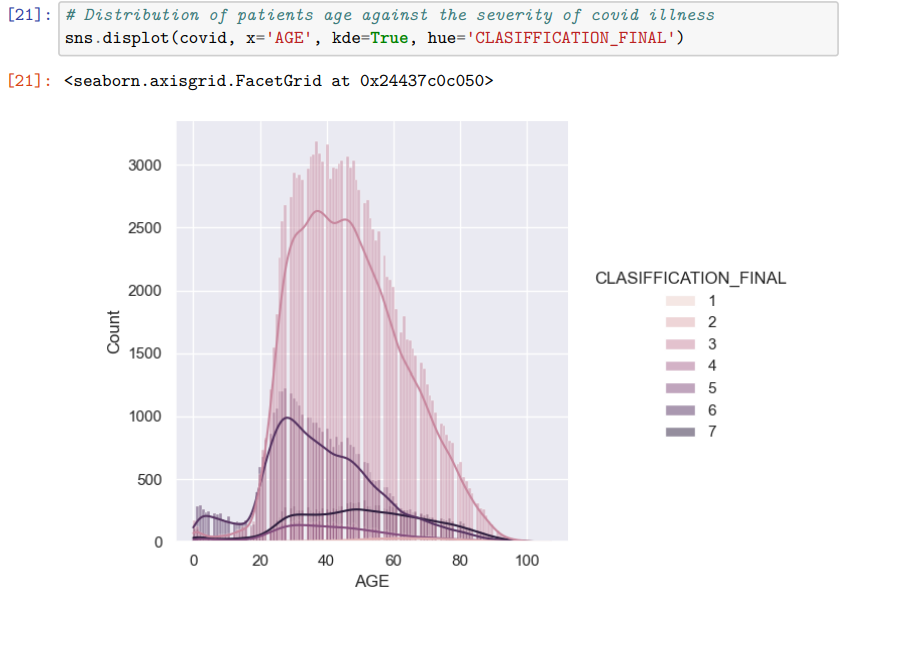 [21]: # Distribution of patients age against the severity of covid illness
sns.displot(covid, x='AGE', kde=True, hue='CLASIFFICATION_FINAL')
[21]: <seaborn.axisgrid.FacetGrid at 0x24437c0c050>
3000
2500
2000
1500
1000
500
0
Count
0 20 40 60 80 100
AGE
CLASIFFICATION_FINAL
1
2
3
4
5
6
7